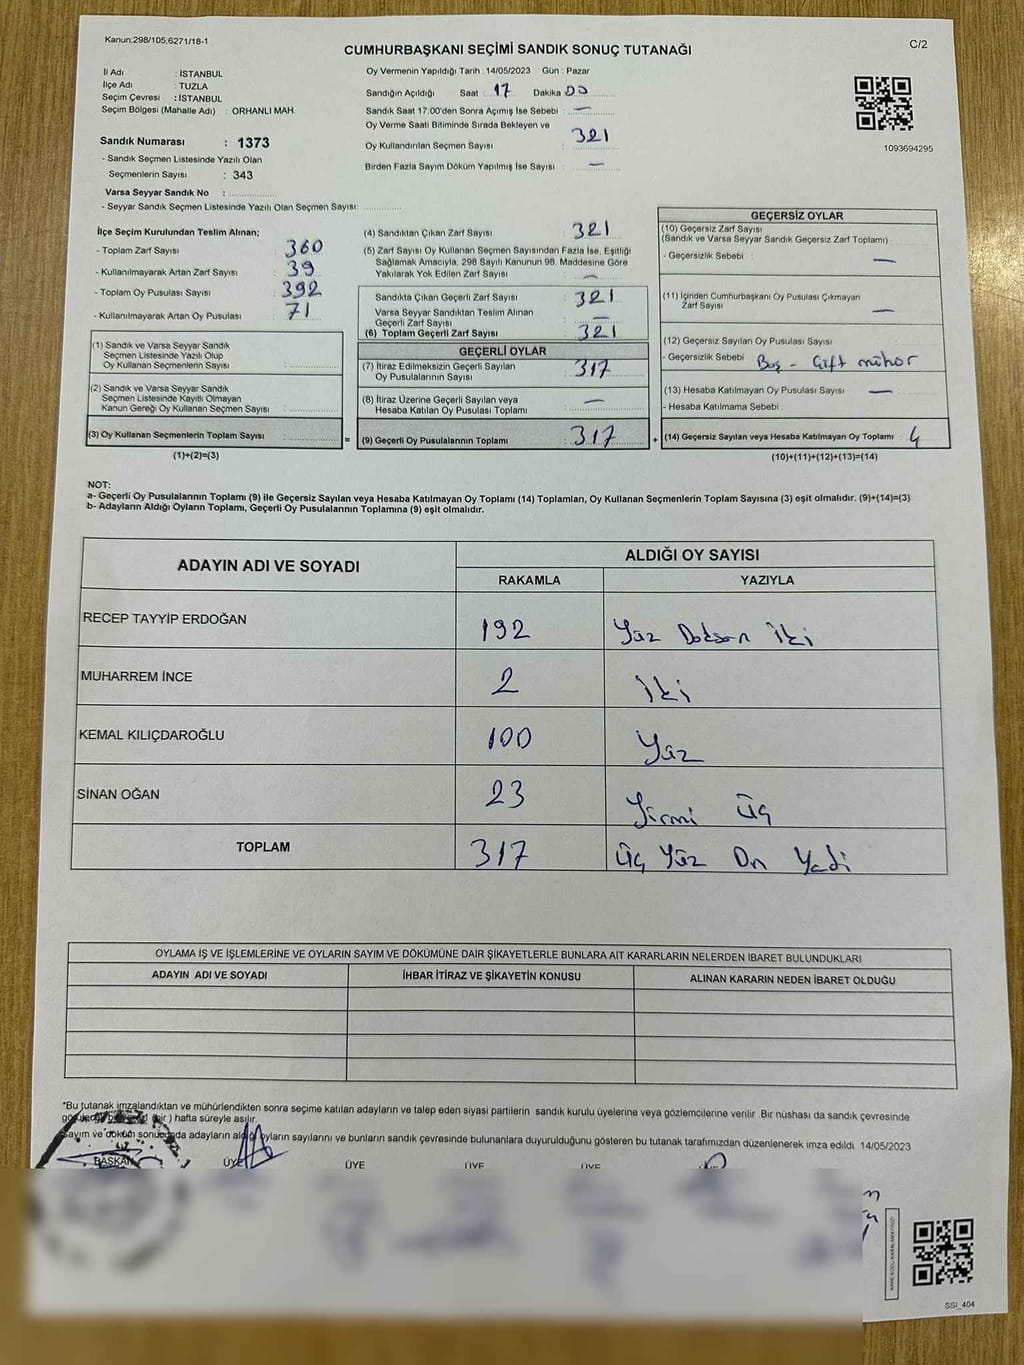 Kanun;298/105,6271/18-1
C/2
CUMHURBAŞKANI SEÇİMİ SANDIK SONUÇ TUTANAĞI
İl Adı : İSTANBUL
İlçe Adı : TUZLA
Seçim Çevresi : İSTANBUL
Seçim Bölgesi (Mahalle Adı) : ORHANLI MAH.
Sandık Numarası : 1373
- Sandık Seçmen Listesinde Yazılı Olan
Seçmenlerin Sayısı : 343
Varsa Seyyar Sandık No :
- Seyyar Sandık Seçmen Listesinde Yazılı Olan Seçmen Sayısı:
Oy Vermenin Yapıldığı Tarih : 14/05/2023 Gün : Pazar
Sandığın Açıldığı Saat : 17 Dakika 00
Sandık Saat 17:00'den Sonra Açımış İse Sebebi : —
Oy Verme Saati Bitiminde Sırada Bekleyen ve
Oy Kullandırılan Seçmen Sayısı : 321
Birden Fazla Sayım Döküm Yapılmış İse Sayısı : —
1093694295
İlçe Seçim Kurulundan Teslim Alınan;
- Toplam Zarf Sayısı : 360
- Kullanılmayarak Artan Zarf Sayısı : 39
- Toplam Oy Pusulası Sayısı : 392
- Kullanılmayarak Artan Oy Pusulası : 71
(1) Sandık ve Varsa Seyyar Sandık
Seçmen Listesinde Yazılı Olup
Oy Kullanan Seçmenlerin Sayısı :
(2) Sandık ve Varsa Seyyar Sandık
Seçmen Listesinde Kayıtlı Olmayan
Kanun Gereği Oy Kullanan Seçmen Sayısı :
(3) Oy Kullanan Seçmenlerin Toplam Sayısı :
(1)+(2)=(3)
(4) Sandıktan Çıkan Zarf Sayısı : 321
(5) Zarf Sayısı Oy Kullanan Seçmen Sayısından Fazla İse, Eşitliği
Sağlamak Amacıyla, 298 Sayılı Kanunun 98. Maddesine Göre
Yakılarak Yok Edilen Zarf Sayısı : —
Sandıkta Çıkan Geçerli Zarf Sayısı : 321
Varsa Seyyar Sandıktan Teslim Alınan
Geçerli Zarf Sayısı : —
(6) Toplam Geçerli Zarf Sayısı : 321
GEÇERLİ OYLAR
(7) İtiraz Edilmeksizin Geçerli Sayılan
Oy Pusulalarının Sayısı : 317
(8) İtiraz Üzerine Geçerli Sayılan veya
Hesaba Katılan Oy Pusulası Toplamı : —
= (9) Geçerli Oy Pusulalarının Toplamı : 317 +
GEÇERSİZ OYLAR
(10) Geçersiz Zarf Sayısı
(Sandık ve Varsa Seyyar Sandık Geçersiz Zarf Toplamı) :
- Geçersizlik Sebebi : —
(11) İçinden Cumhurbaşkanı Oy Pusulası Çıkmayan
Zarf Sayısı : —
(12) Geçersiz Sayılan Oy Pusulası Sayısı :
- Geçersizlik Sebebi : Boş - Çift mühür
(13) Hesaba Katılmayan Oy Pusulası Sayısı : —
- Hesaba Katılmama Sebebi :
(14) Geçersiz Sayılan veya Hesaba Katılmayan Oy Toplamı : 4
(10)+(11)+(12)+(13)=(14)
NOT:
a- Geçerli Oy Pusulalarının Toplamı (9) ile Geçersiz Sayılan veya Hesaba Katılmayan Oy Toplamı (14) Toplamları, Oy Kullanan Seçmenlerin Toplam Sayısına (3) eşit olmalıdır. (9)+(14)=(3)
b- Adayların Aldığı Oyların Toplamı, Geçerli Oy Pusulalarının Toplamına (9) eşit olmalıdır.
ADAYIN ADI VE SOYADI
ALDIĞI OY SAYISI
RAKAMLA YAZIYLA
RECEP TAYYİP ERDOĞAN 192 Yüz Doksan İki
MUHARREM İNCE 2 İki
KEMAL KILIÇDAROĞLU 100 Yüz
SİNAN OĞAN 23 Yirmi Üç
TOPLAM 317 Üç Yüz On Yedi
OYLAMA İŞ VE İŞLEMLERİNE VE OYLARIN SAYIM VE DÖKÜMÜNE DAİR ŞİKAYETLERLE BUNLARA AİT KARARLARIN NELERDEN İBARET BULUNDUKLARI
ADAYIN ADI VE SOYADI İHBAR İTİRAZ VE ŞİKAYETİN KONUSU ALINAN KARARIN NEDEN İBARET OLDUĞU
*Bu tutanak imzalandıktan ve mühürlendikten sonra seçime katılan adayların ve talep eden siyasi partilerin sandık kurulu üyelerine veya gözlemcilerine verilir .Bir nüshası da sandık çevresinde
bir ) hafta süreyle asılır.
Sayım ve döküm sonucunda adayların aldığı oyların sayılarını ve bunların sandık çevresinde bulunanlara duyurulduğunu gösteren bu tutanak tarafımızdan düzenlenerek imza edildi. 14/05/2023
BAŞKAN ÜYE ÜYE ÜYE ÜYE
SSI_404